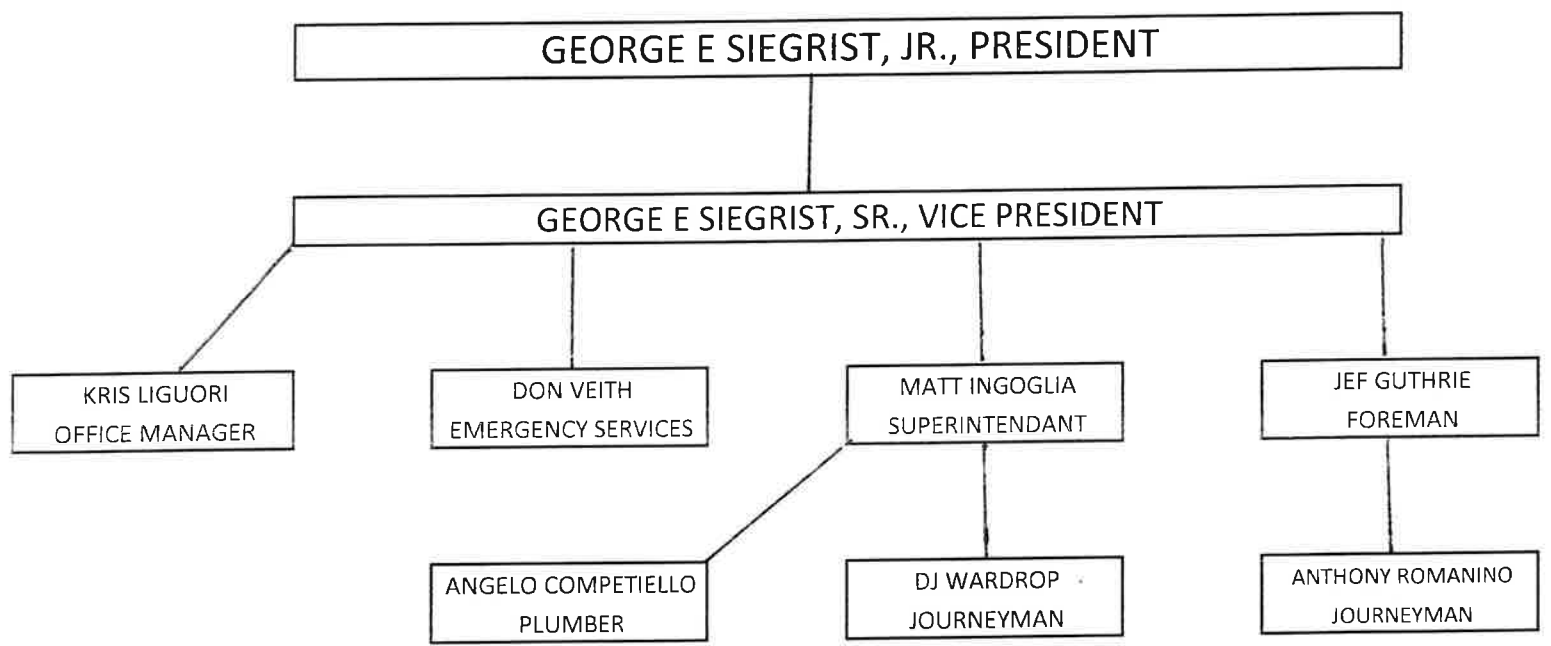 GEORGE E SIEGRIST, JR., PRESIDENT
GEORGE E SIEGRIST, SR., VICE PRESIDENT
KRIS LIGUORI
OFFICE MANAGER
DON VEITH
EMERGENCY SERVICES
MATT INGOGLIA
SUPERINTENDANT
JEF GUTHRIE
FOREMAN
ANGELO COMPETIELLO
PLUMBER
DJ WARDROP
JOURNEYMAN
ANTHONY ROMANINO
JOURNEYMAN